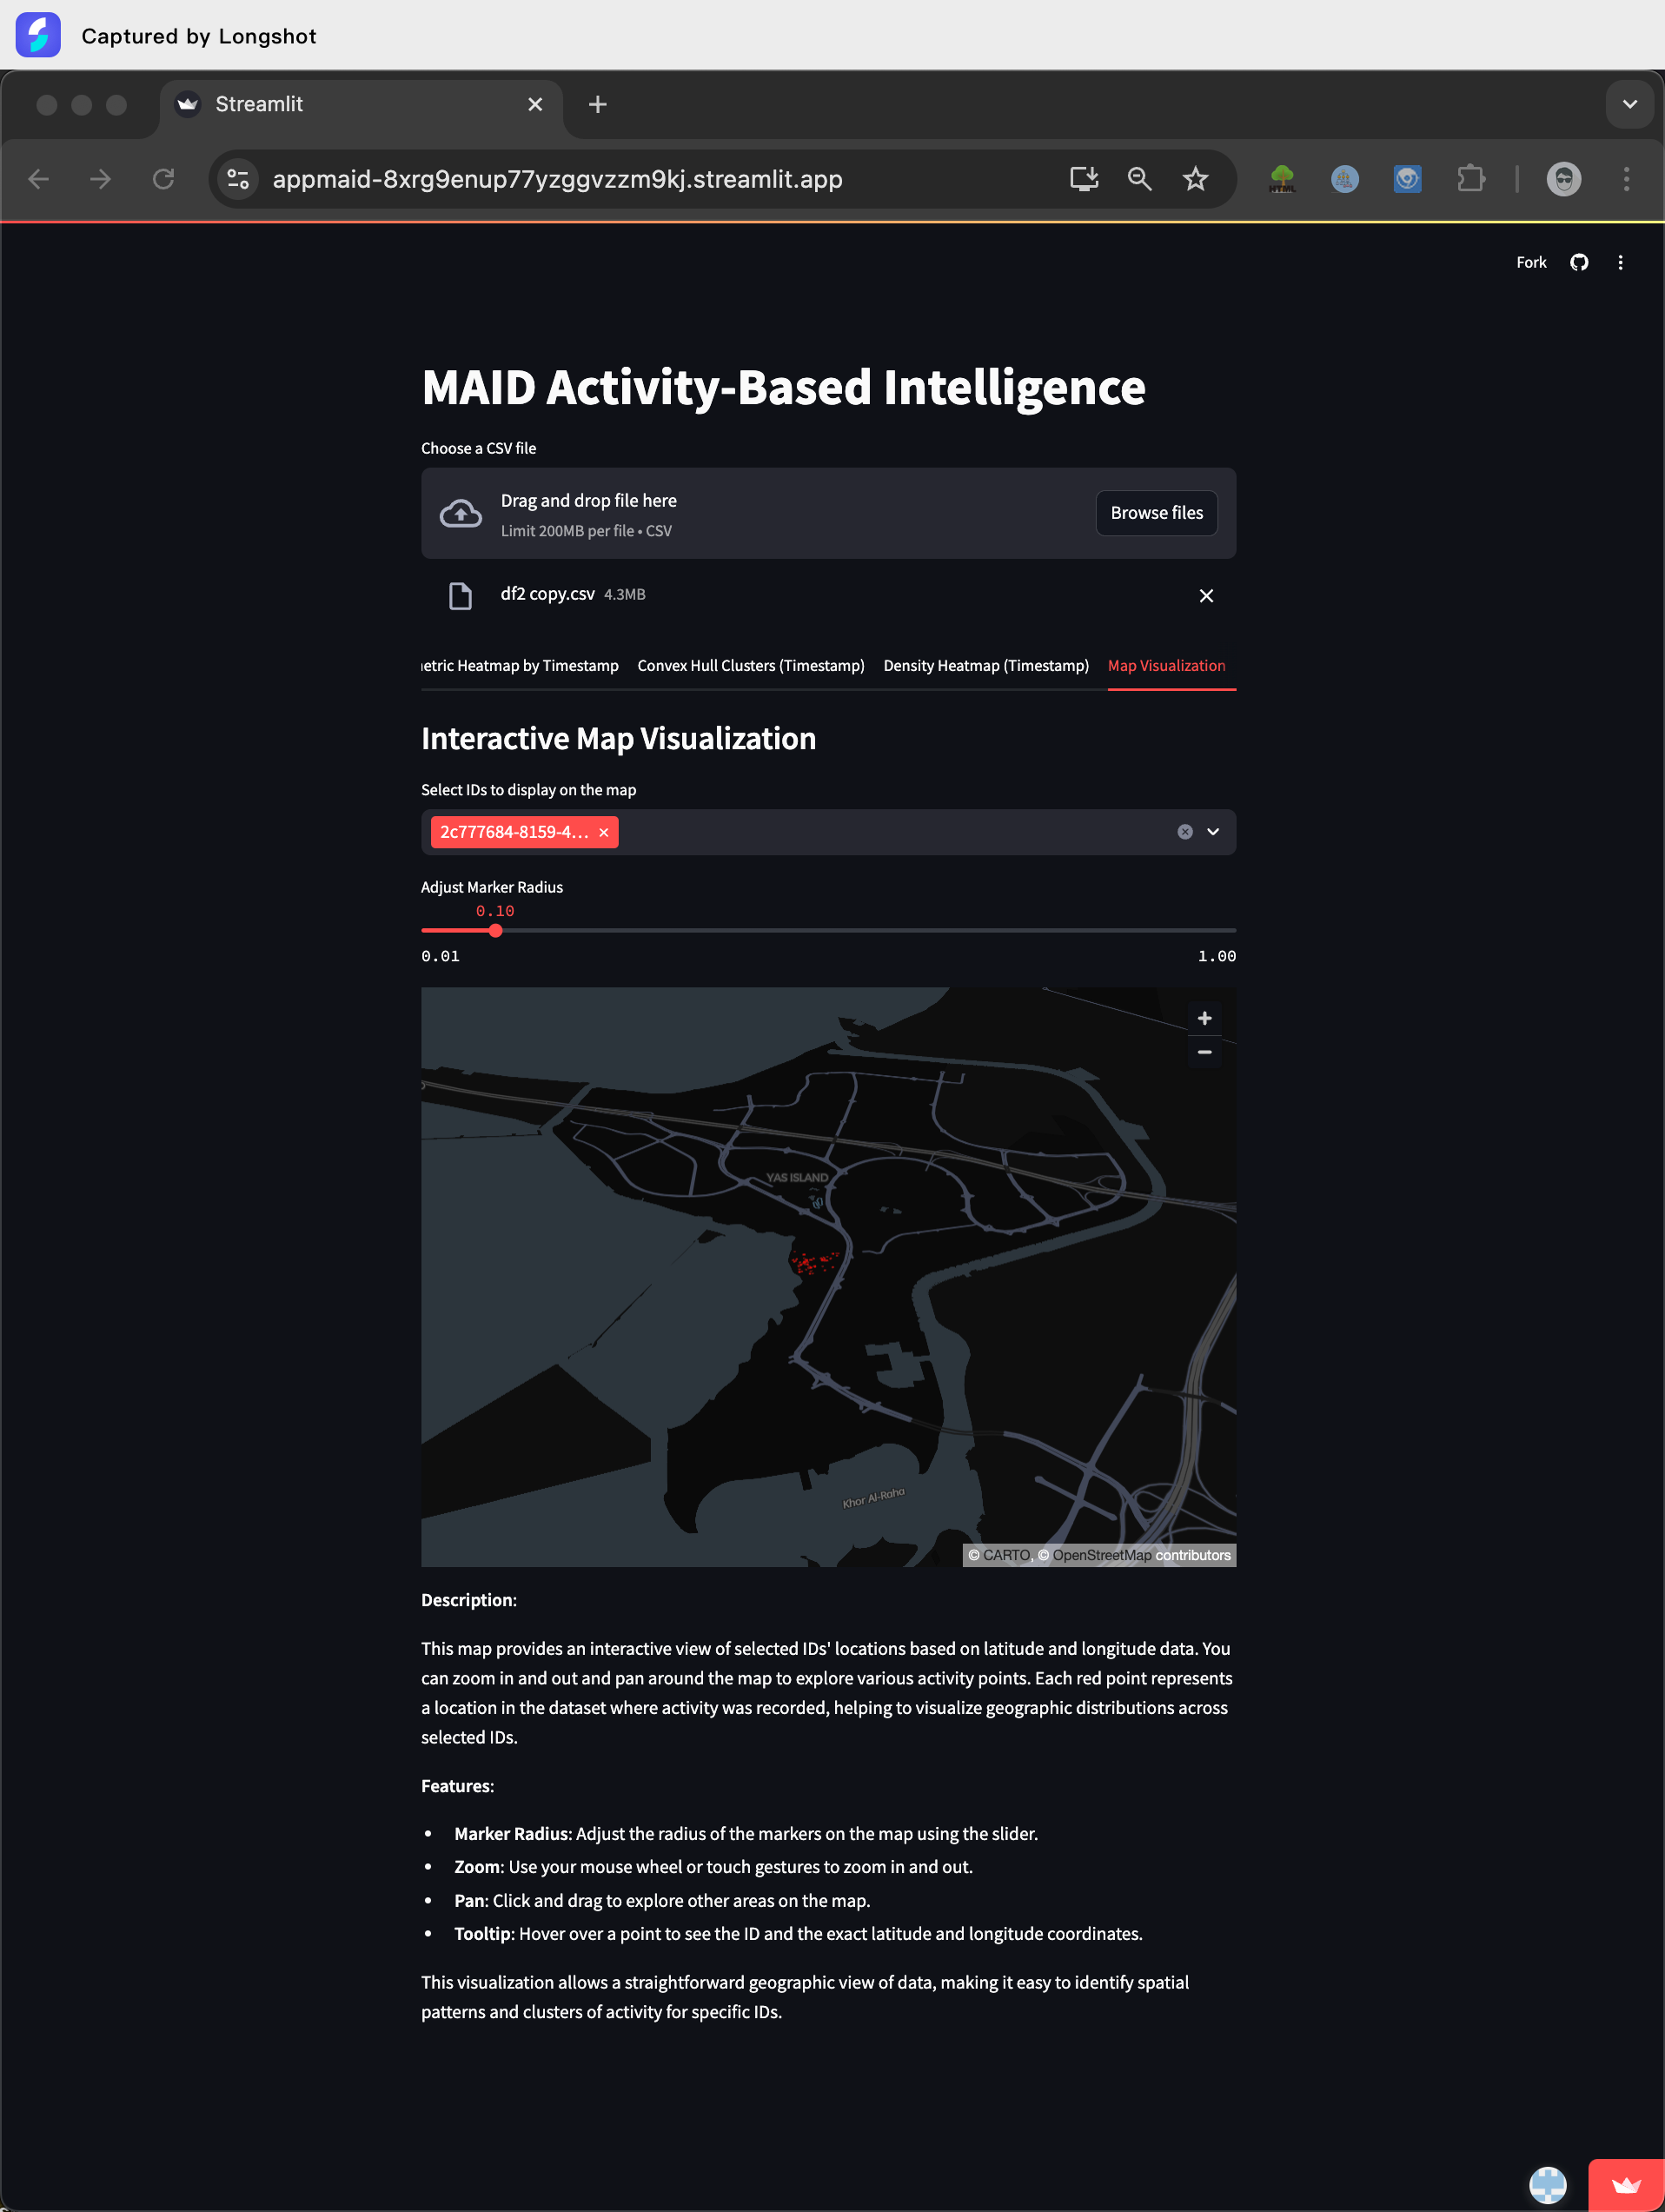 Captured by Longshot
Streamlit
appmaid-8xrg9enup77yzggvzzm9kj.streamlit.app
HTML
Fork
MAID Activity-Based Intelligence
Choose a CSV file
Drag and drop file here
Limit 200MB per file • CSV
Browse files
df2 copy.csv 4.3MB
etric Heatmap by Timestamp Convex Hull Clusters (Timestamp) Density Heatmap (Timestamp) Map Visualization
Interactive Map Visualization
Select IDs to display on the map
2c777684-8159-4...
Adjust Marker Radius
0.10
0.01 1.00
YAS ISLAND
Khor Al-Raha
© CARTO, © OpenStreetMap contributors
Description:
This map provides an interactive view of selected IDs' locations based on latitude and longitude data. You
can zoom in and out and pan around the map to explore various activity points. Each red point represents
a location in the dataset where activity was recorded, helping to visualize geographic distributions across
selected IDs.
Features:
• Marker Radius: Adjust the radius of the markers on the map using the slider.
• Zoom: Use your mouse wheel or touch gestures to zoom in and out.
• Pan: Click and drag to explore other areas on the map.
• Tooltip: Hover over a point to see the ID and the exact latitude and longitude coordinates.
This visualization allows a straightforward geographic view of data, making it easy to identify spatial
patterns and clusters of activity for specific IDs.